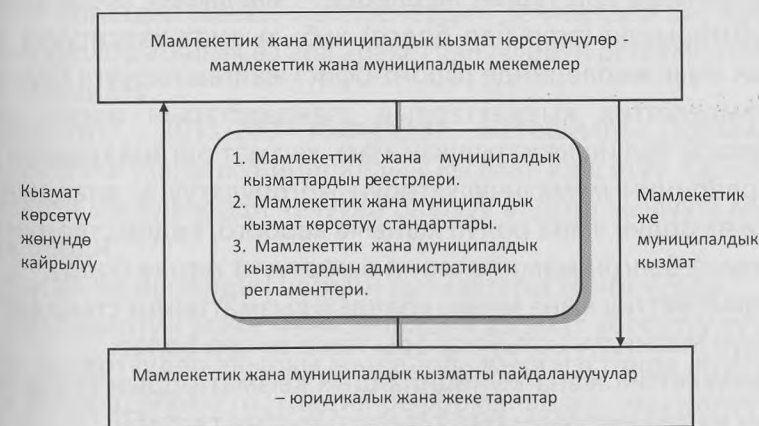 Мамлекеттик жана муниципалдык кызмат көрсөтүүчүлөр -
мамлекеттик жана муниципалдык мекемелер
1. Мамлекеттик жана муниципалдык
кызматтардын реестрлери.
2. Мамлекеттик жана муниципалдык
кызмат көрсөтүү стандарттары.
3. Мамлекеттик жана муниципалдык
кызматтардын административдик
регламенттери.
Кызмат
көрсөтүү
жөнүндө
кайрылуу
Мамлекеттик
же
муниципалдык
кызмат
Мамлекеттик жана муниципалдык кызматты пайдалануучулар
– юридикалык жана жеке тараптар